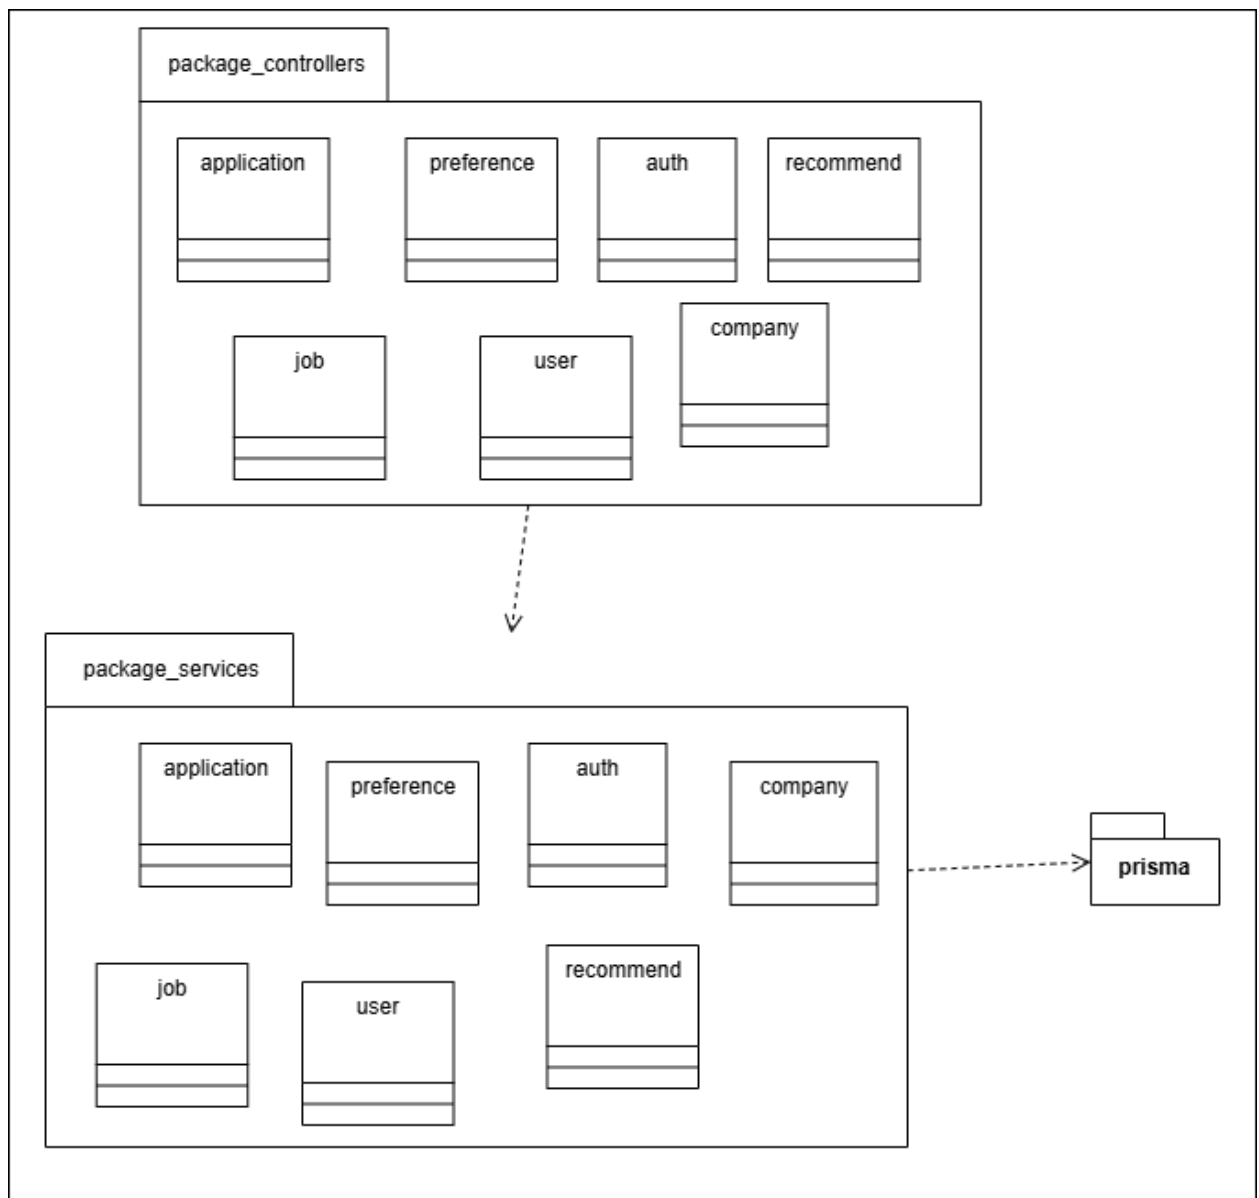 package_controllers
application
preference
auth
recommend
job
user
company
package_services
application
preference
auth
company
prisma
job
user
recommend